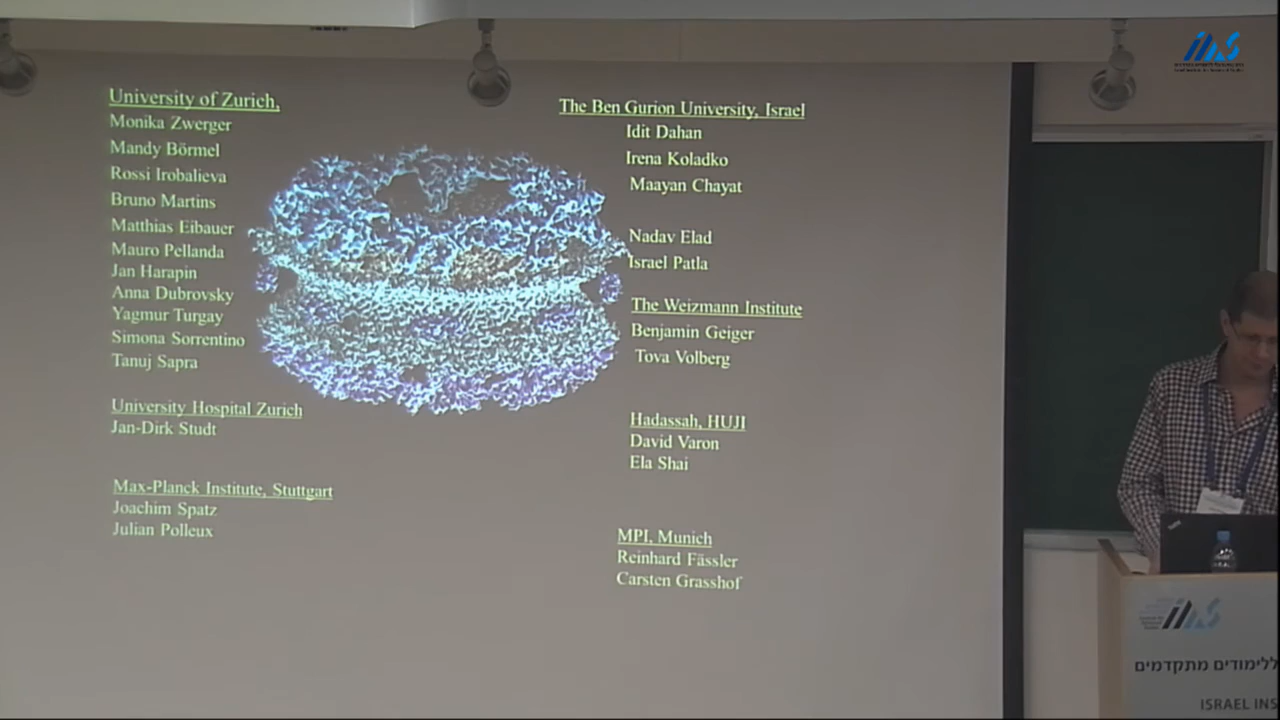 University of Zurich,
Monika Zwerger
Mandy Börmel
Rossi Irobalieva
Bruno Martins
Matthias Eibauer
Mauro Pellanda
Jan Harapin
Anna Dubrovsky
Yagmur Turgay
Simona Sorrentino
Tanuj Sapra
University Hospital Zurich
Jan-Dirk Studt
Max-Planck Institute, Stuttgart
Joachim Spatz
Julian Polleux
The Ben Gurion University, Israel
Idit Dahan
Irena Koladko
Maayan Chayat
Nadav Elad
Israel Patla
The Weizmann Institute
Benjamin Geiger
Tova Volberg
Hadassah, HUJI
David Varon
Ela Shai
MPI, Munich
Reinhard Fässler
Carsten Grasshof
ללימודים מתקדמים
ISRAEL INS